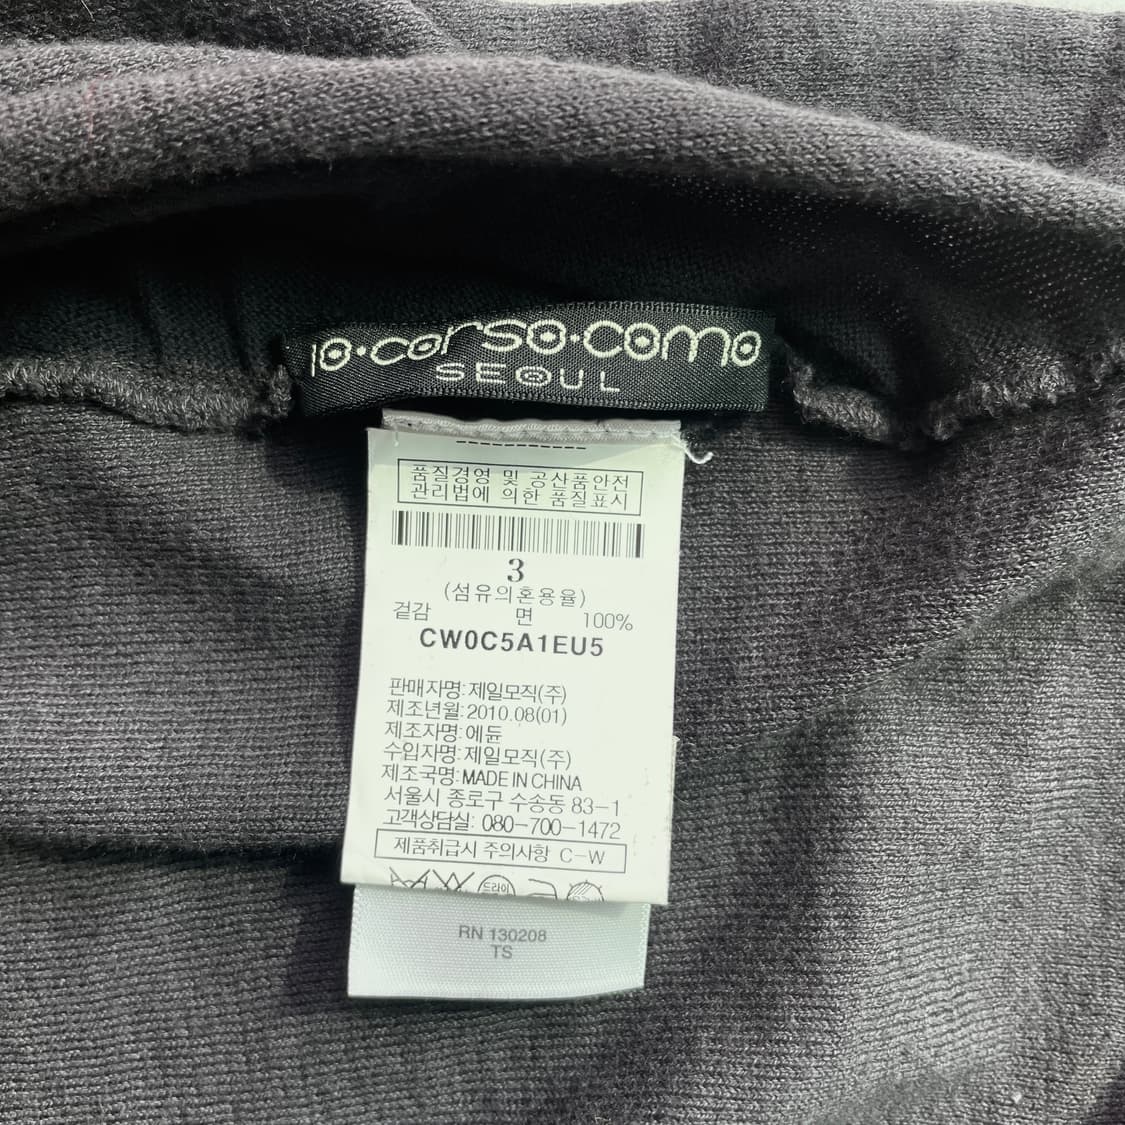 10·corso·como
SEOUL
품질경영 및 공산품안전
관리법에 의한 품질표시
3
(섬유의혼용율)
겉감 면 100%
CW0C5A1EU5
판매자명:제일모직(주)
제조년월:2010.08(01)
제조자명:에듀
수입자명:제일모직(주)
제조국명:MADE IN CHINA
서울시 종로구 수송동 83-1
고객상담실: 080-700-1472
제품취급시 주의사항 C-W
드라이
RN 130208
TS